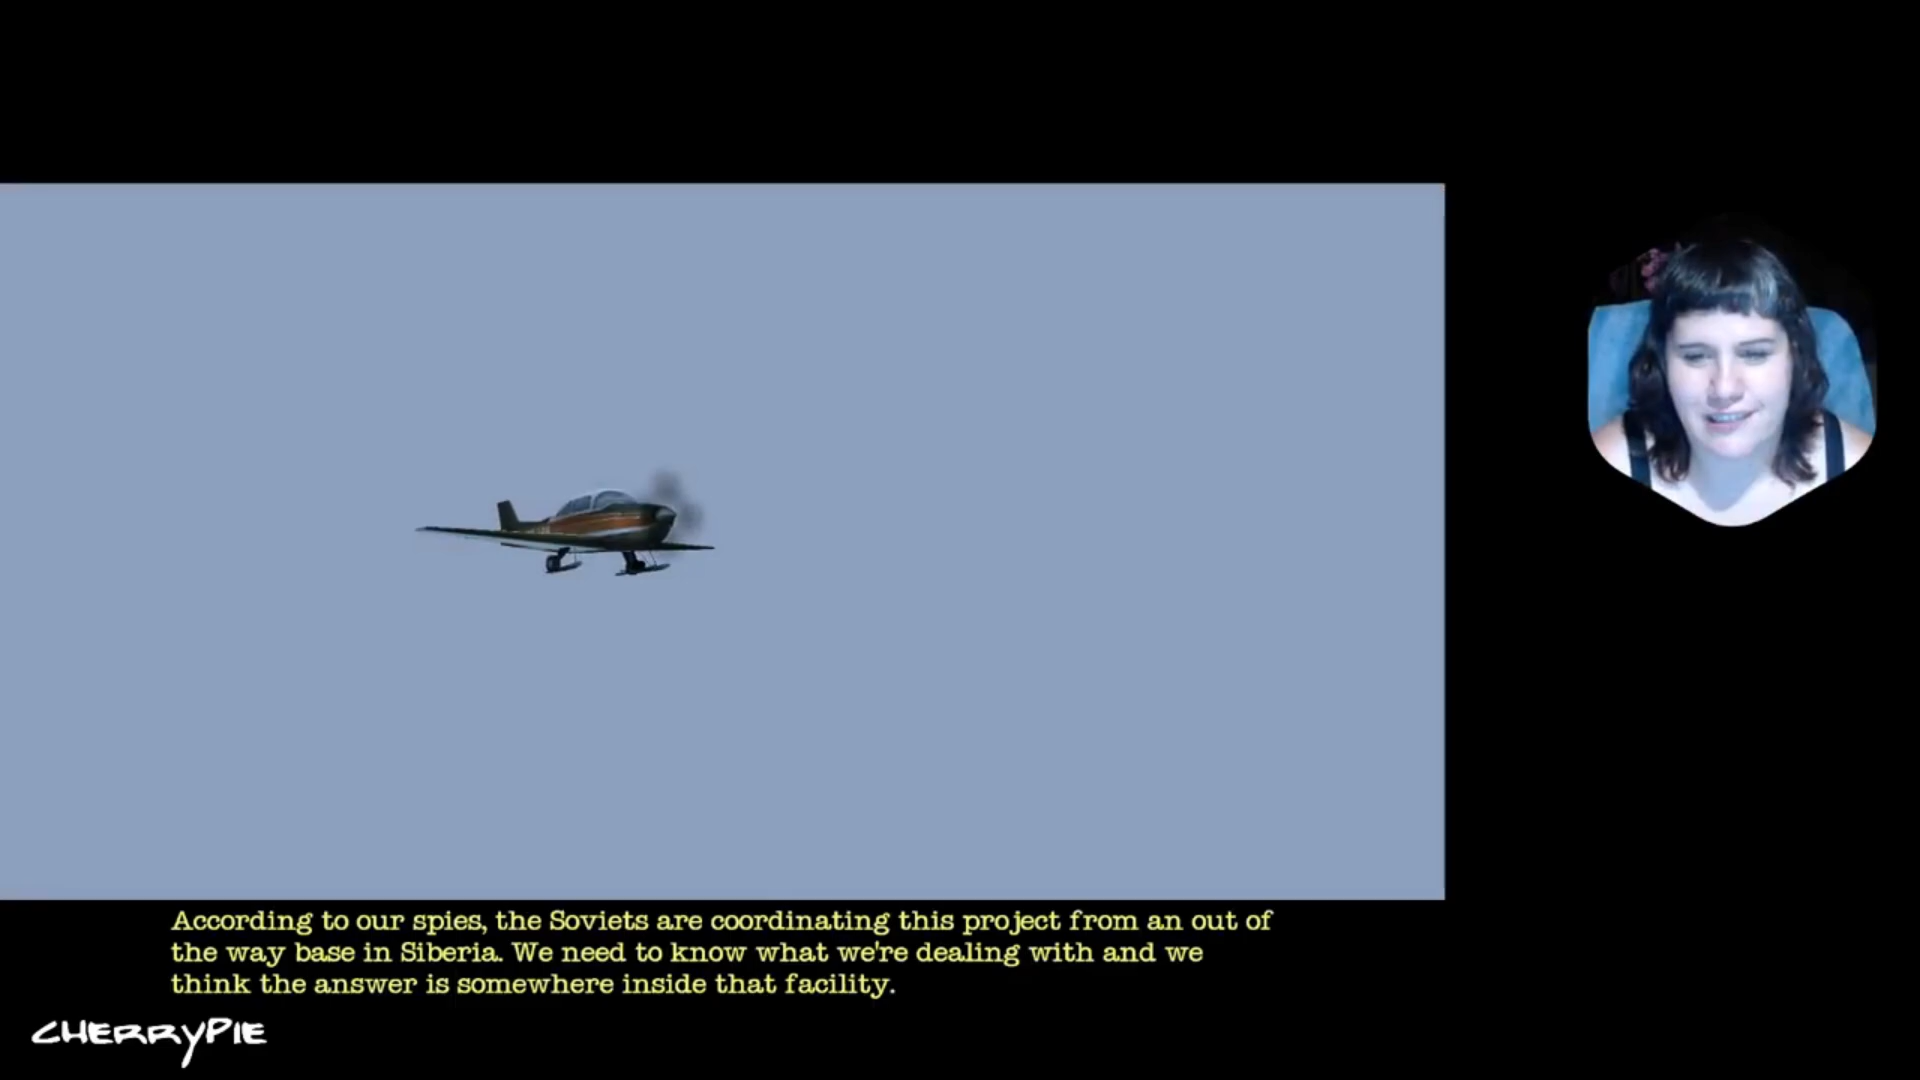 According to our spies, the Soviets are coordinating this project from an out of
the way base in Siberia. We need to know what we're dealing with and we
think the answer is somewhere inside that facility.
CHERRYPIE